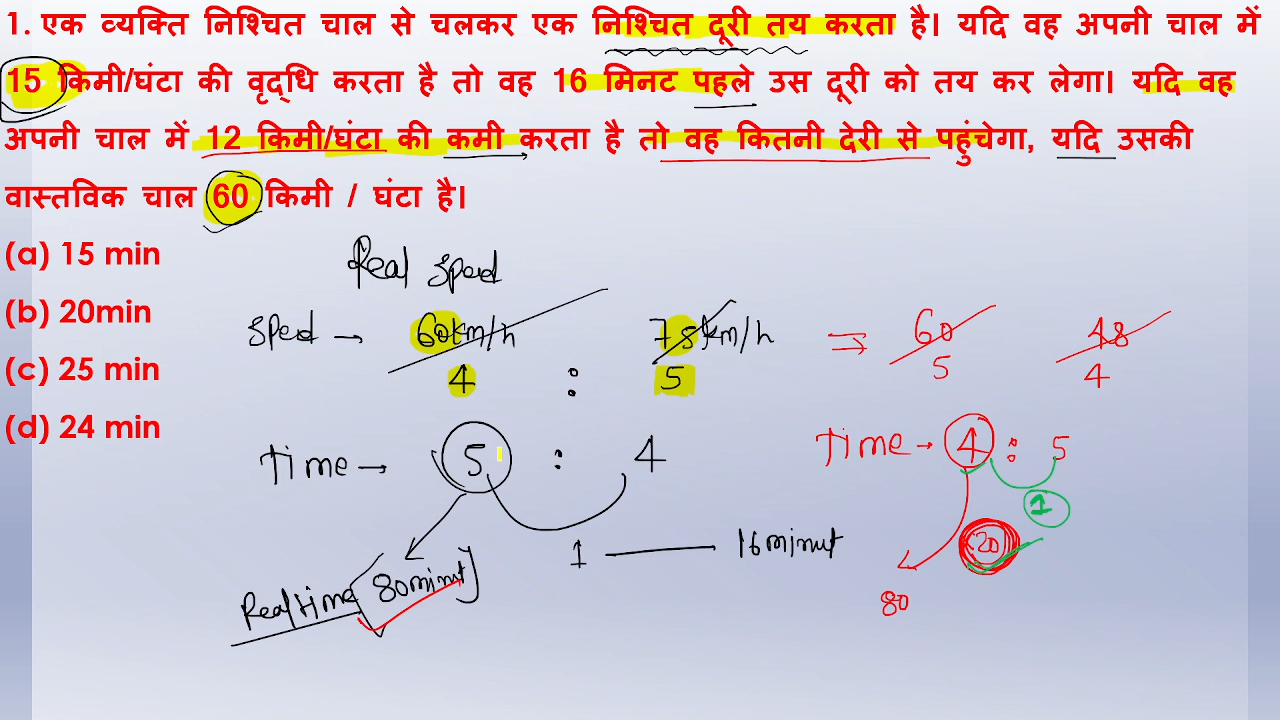 1. एक व्यक्ति निश्चित चाल से चलकर एक निश्चित दूरी तय करता है। यदि वह अपनी चाल में
15 किमी/घंटा की वृद्धि करता है तो वह 16 मिनट पहले उस दूरी को तय कर लेगा। यदि वह
अपनी चाल में 12 किमी/घंटा की कमी करता है तो वह कितनी देरी से पहुंचेगा, यदि उसकी
वास्तविक चाल 60 किमी / घंटा है।
(a) 15 min
(b) 20min
(c) 25 min
(d) 24 min
Real speed
Speed → 60km/h 78km/h ⇒ 60 48
4 : 5 5 4
Time → 5 : 4 Time → 4 : 5
1
1 — 16 minut 20
Real time [80minut] 80